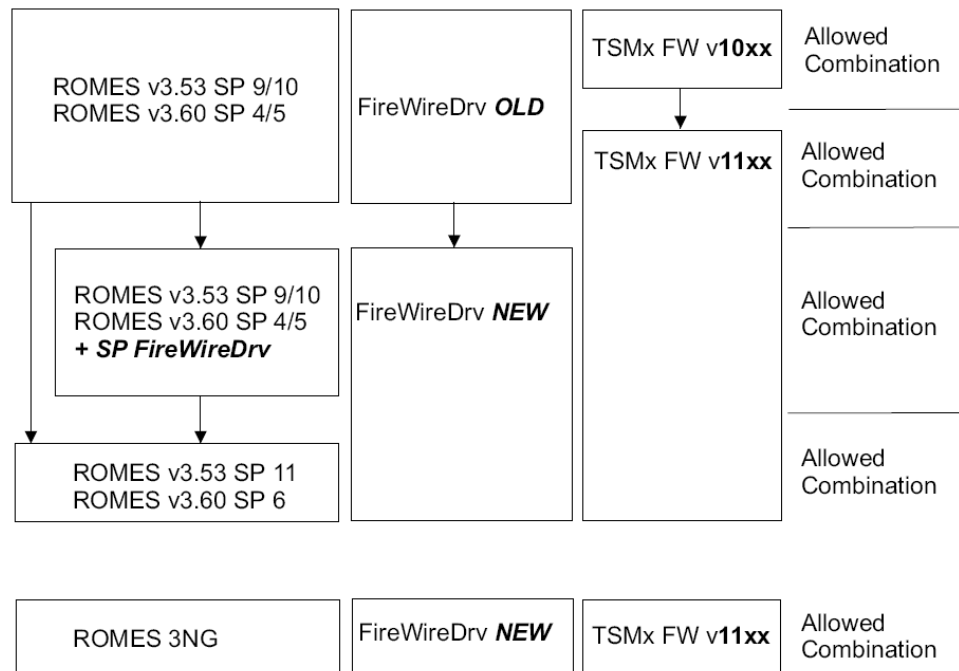 ROMES v3.53 SP 9/10
ROMES v3.60 SP 4/5
FireWireDrv OLD
TSMx FW v10xx
Allowed
Combination
TSMx FW v11xx
Allowed
Combination
ROMES v3.53 SP 9/10
ROMES v3.60 SP 4/5
+ SP FireWireDrv
FireWireDrv NEW
Allowed
Combination
ROMES v3.53 SP 11
ROMES v3.60 SP 6
Allowed
Combination
ROMES 3NG
FireWireDrv NEW
TSMx FW v11xx
Allowed
Combination